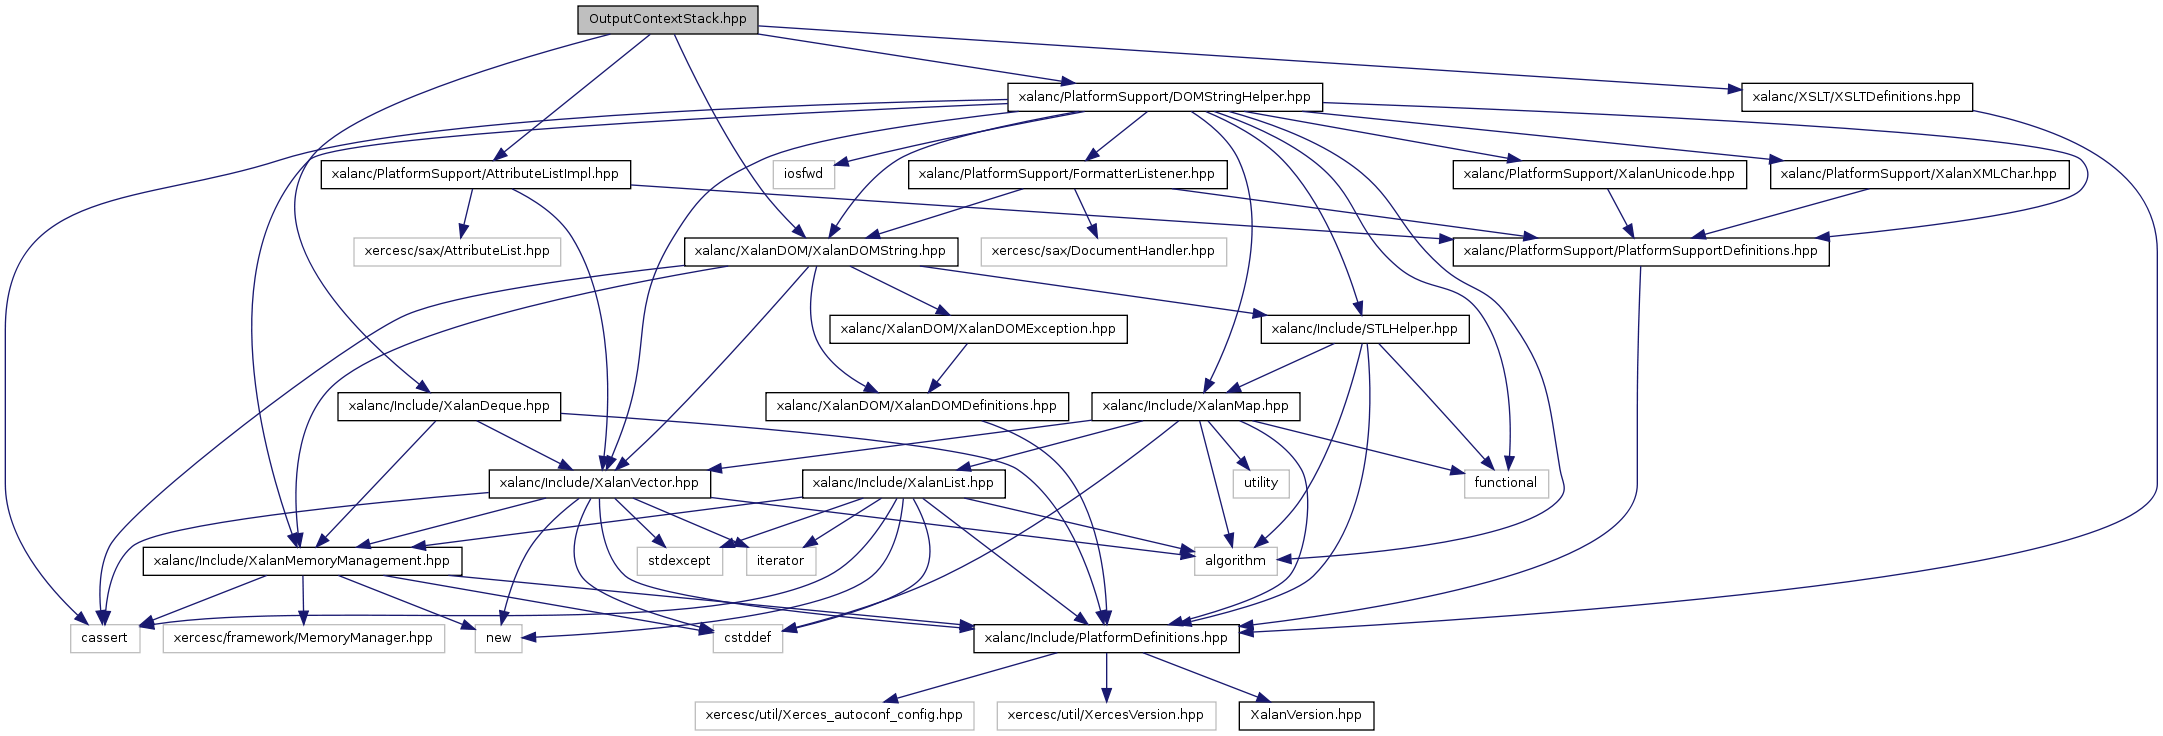 OutputContextStack.hpp
xalanc/PlatformSupport/DOMStringHelper.hpp
xalanc/XSLT/XSLTDefinitions.hpp
xalanc/PlatformSupport/AttributeListImpl.hpp
iosfwd
xalanc/PlatformSupport/FormatterListener.hpp
xalanc/PlatformSupport/XalanUnicode.hpp
xalanc/PlatformSupport/XalanXMLChar.hpp
xercesc/sax/AttributeList.hpp
xalanc/XalanDOM/XalanDOMString.hpp
xercesc/sax/DocumentHandler.hpp
xalanc/PlatformSupport/PlatformSupportDefinitions.hpp
xalanc/XalanDOM/XalanDOMException.hpp
xalanc/Include/STLHelper.hpp
xalanc/Include/XalanDeque.hpp
xalanc/XalanDOM/XalanDOMDefinitions.hpp
xalanc/Include/XalanMap.hpp
xalanc/Include/XalanVector.hpp
xalanc/Include/XalanList.hpp
utility
functional
xalanc/Include/XalanMemoryManagement.hpp
stdexcept
iterator
algorithm
cassert
xercesc/framework/MemoryManager.hpp
new
cstddef
xalanc/Include/PlatformDefinitions.hpp
xercesc/util/Xerces_autoconf_config.hpp
xercesc/util/XercesVersion.hpp
XalanVersion.hpp